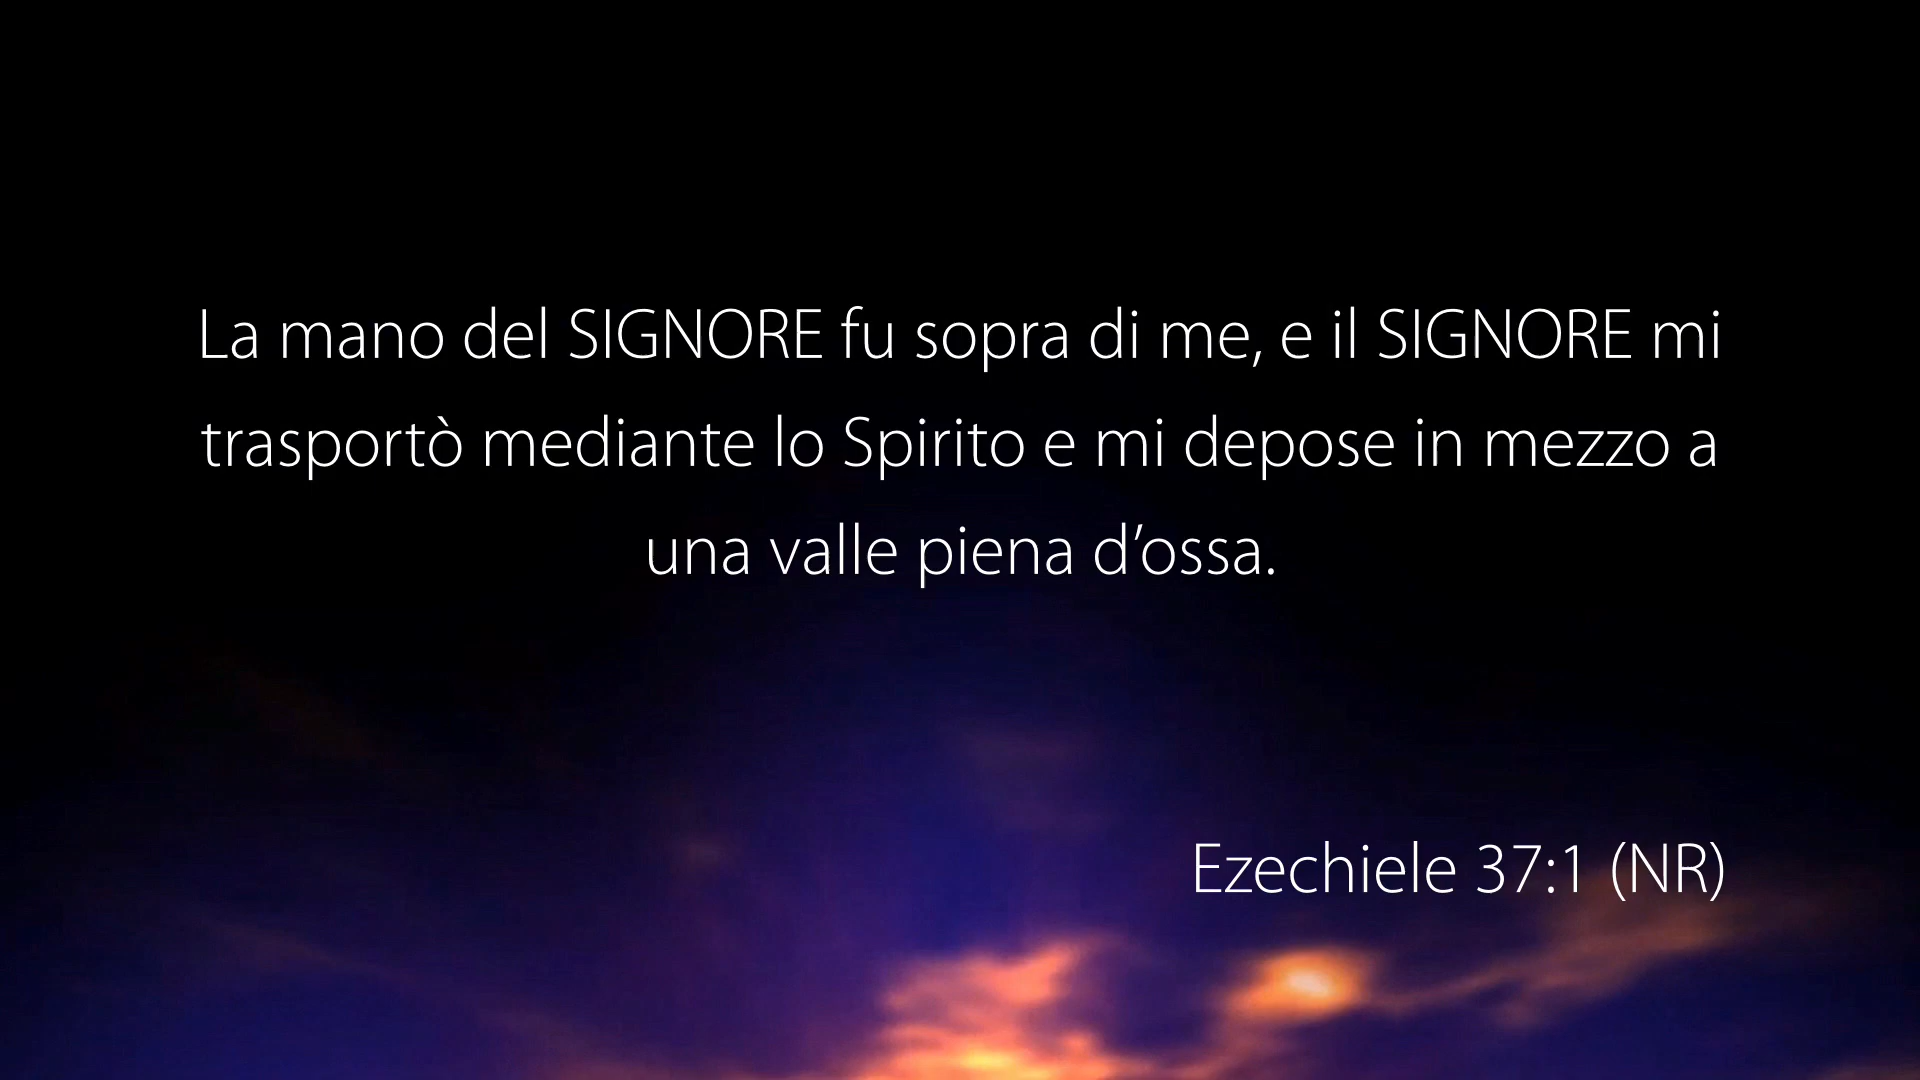 La mano del SIGNORE fu sopra di me, e il SIGNORE mi
trasportò mediante lo Spirito e mi depose in mezzo a
una valle piena d’ossa.
Ezechiele 37:1 (NR)